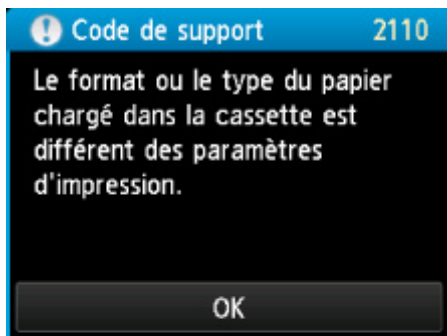 Code de support 2110
Le format ou le type du papier
chargé dans la cassette est
différent des paramètres
d'impression.
OK